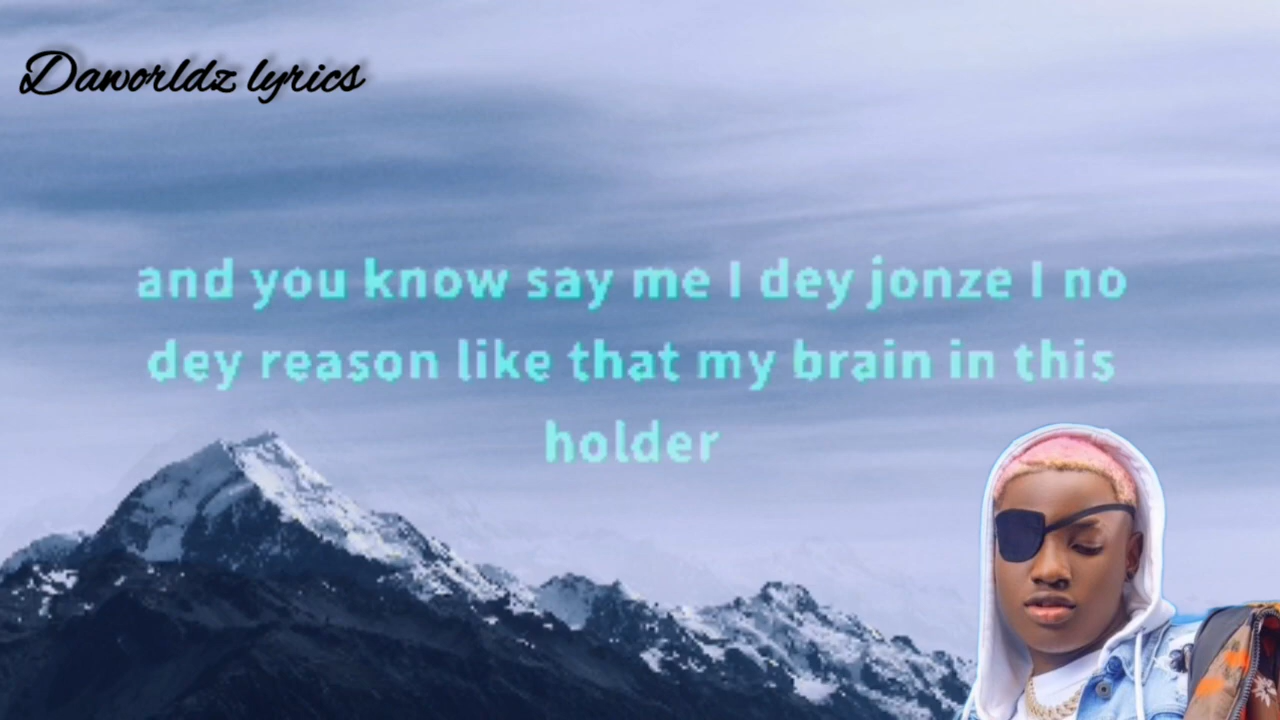 Daworldz lyrics
and you know say me I dey jonze I no
dey reason like that my brain in this
holder